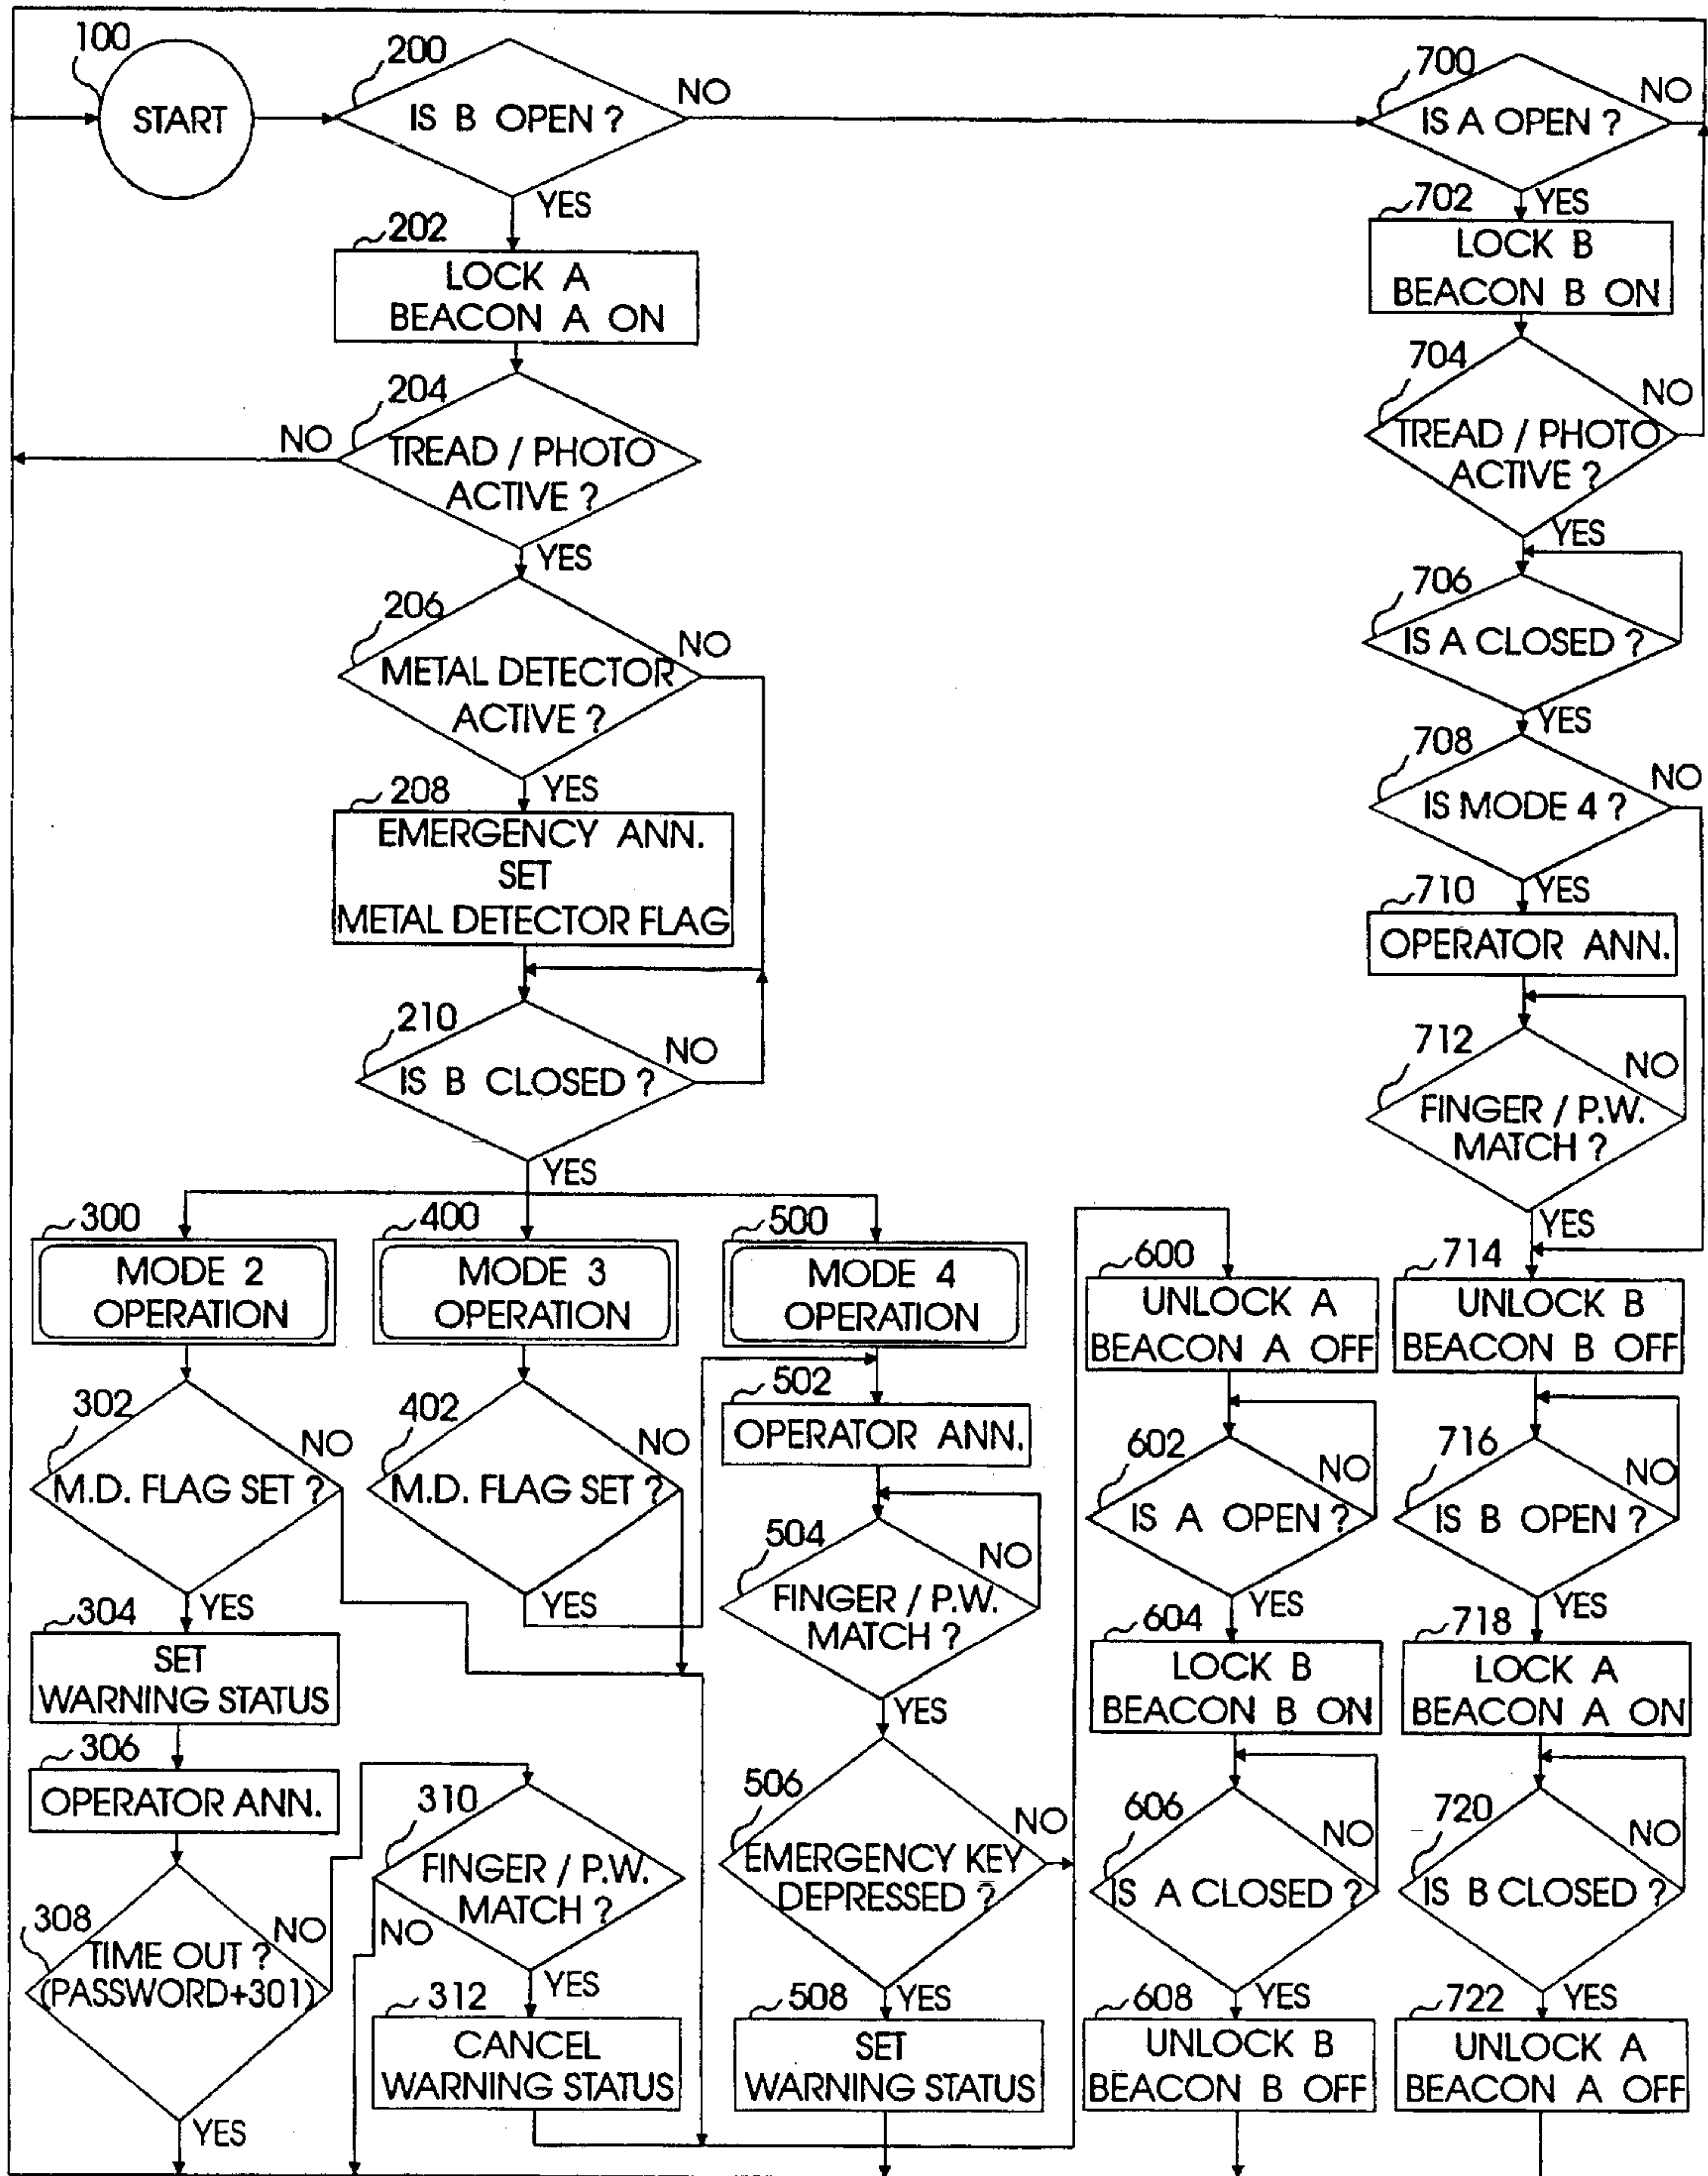 100
START
200
IS B OPEN ?
NO
YES
202
LOCK A
BEACON A ON
204
NO
TREAD / PHOTO
ACTIVE ?
YES
206
NO
METAL DETECTOR
ACTIVE ?
YES
208
EMERGENCY ANN.
SET
METAL DETECTOR FLAG
210
NO
IS B CLOSED ?
YES
300
MODE 2
OPERATION
302
NO
M.D. FLAG SET ?
YES
304
SET
WARNING STATUS
306
OPERATOR ANN.
308
NO
TIME OUT ?
(PASSWORD+301)
YES
310
FINGER / P.W.
MATCH ?
NO
YES
312
CANCEL
WARNING STATUS
400
MODE 3
OPERATION
402
NO
M.D. FLAG SET ?
YES
500
MODE 4
OPERATION
502
OPERATOR ANN.
504
NO
FINGER / P.W.
MATCH ?
YES
506
NO
EMERGENCY KEY
DEPRESSED ?
YES
508
SET
WARNING STATUS
600
UNLOCK A
BEACON A OFF
602
NO
IS A OPEN ?
YES
604
LOCK B
BEACON B ON
606
NO
IS A CLOSED ?
YES
608
UNLOCK B
BEACON B OFF
700
NO
IS A OPEN ?
YES
702
LOCK B
BEACON B ON
704
NO
TREAD / PHOTO
ACTIVE ?
YES
706
IS A CLOSED ?
YES
708
NO
IS MODE 4 ?
YES
710
OPERATOR ANN.
712
NO
FINGER / P.W.
MATCH ?
YES
714
UNLOCK B
BEACON B OFF
716
NO
IS B OPEN ?
YES
718
LOCK A
BEACON A ON
720
NO
IS B CLOSED ?
YES
722
UNLOCK A
BEACON A OFF